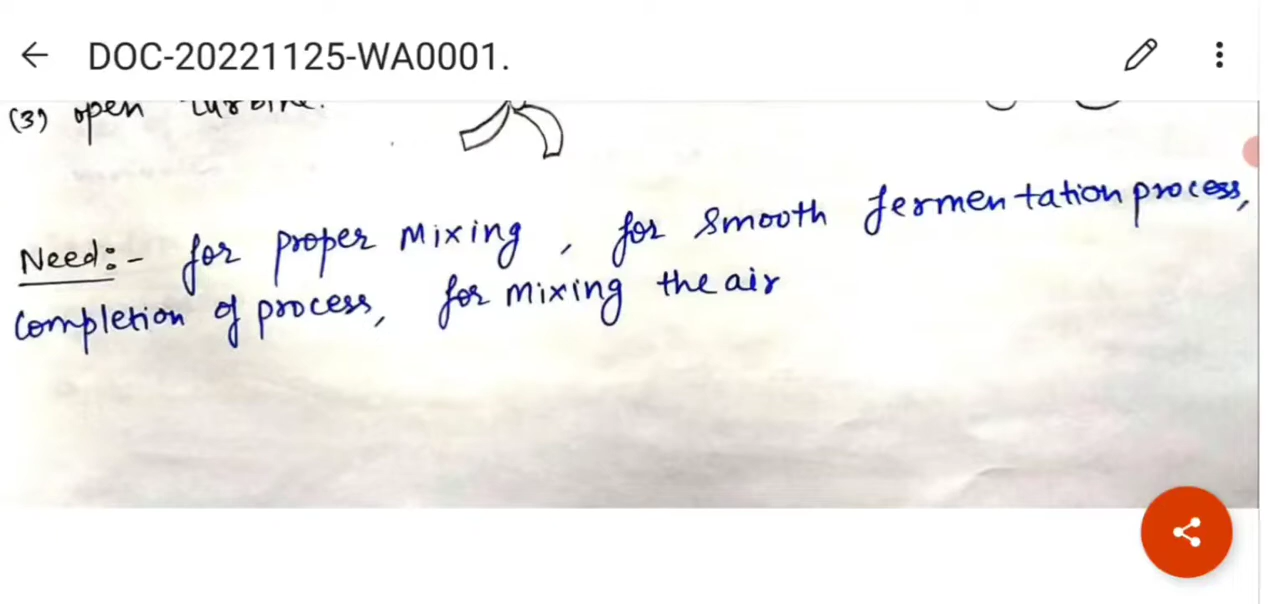 DOC-20221125-WA0001.
(3) open turbine.
Need:- for proper mixing, for smooth fermentation process,
completion of process, for mixing the air